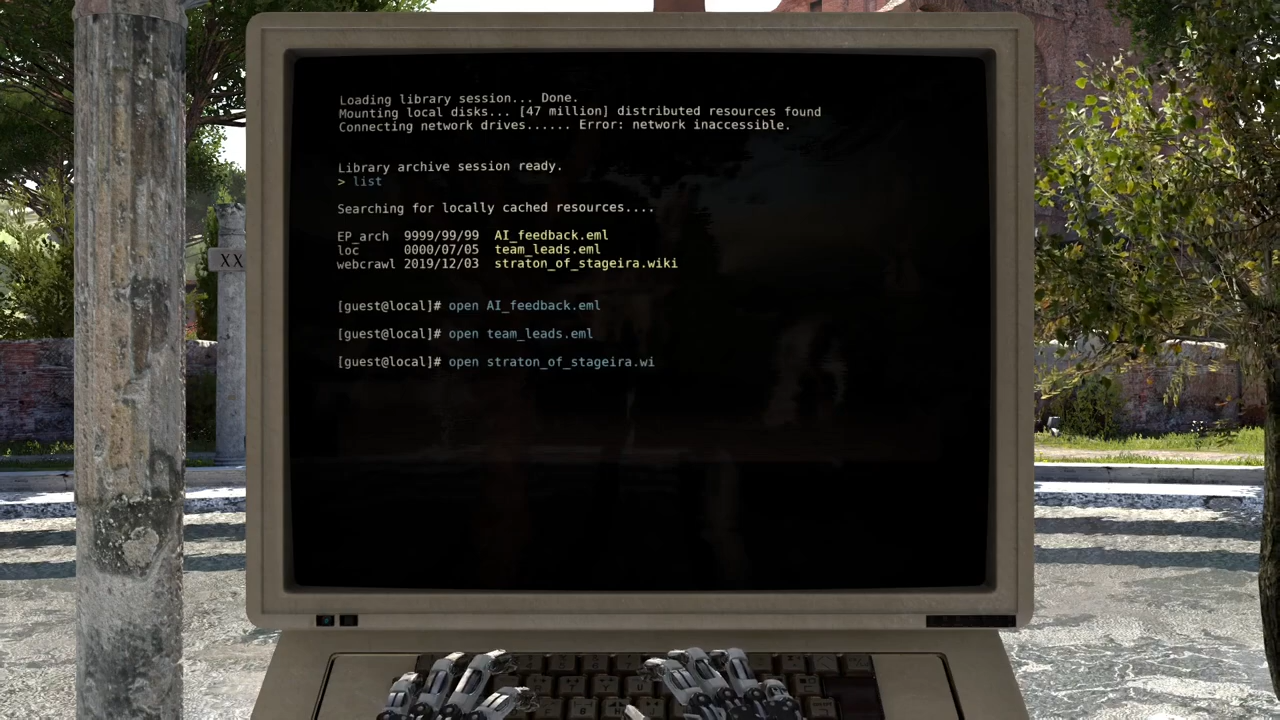 Loading library session... Done.
Mounting local disks... [47 million] distributed resources found
Connecting network drives...... Error: network inaccessible.
Library archive session ready.
> list
Searching for locally cached resources....
EP_arch 9999/99/99 AI_feedback.eml
loc 0000/07/05 team_leads.eml
webcrawl 2019/12/03 straton_of_stageira.wiki
[guest@local]# open AI_feedback.eml
[guest@local]# open team_leads.eml
[guest@local]# open straton_of_stageira.wi
XX